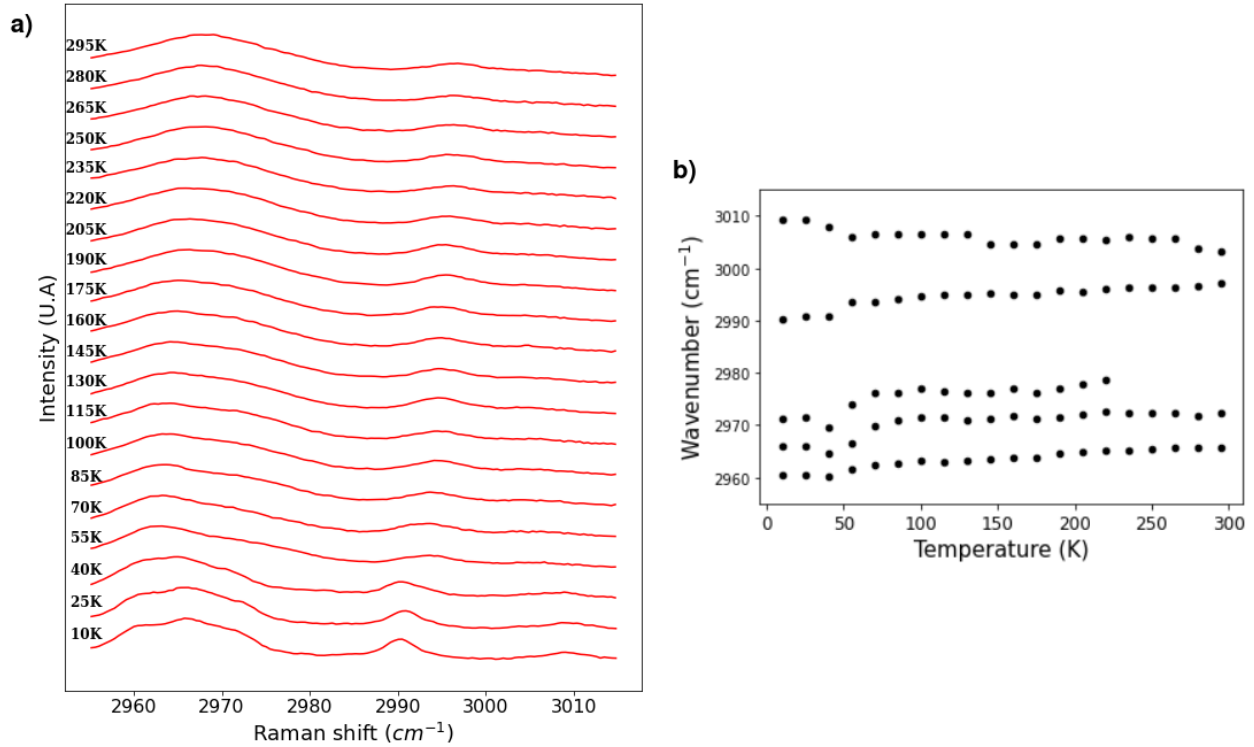 a)
295K
280K
265K
250K
235K
220K
205K
190K
175K
160K
145K
130K
115K
100K
85K
70K
55K
40K
25K
10K
Intensity (U.A)
2960 2970 2980 2990 3000 3010
Raman shift (cm⁻¹)
b)
3010
3000
2990
2980
2970
2960
Wavenumber (cm⁻¹)
0 50 100 150 200 250 300
Temperature (K)